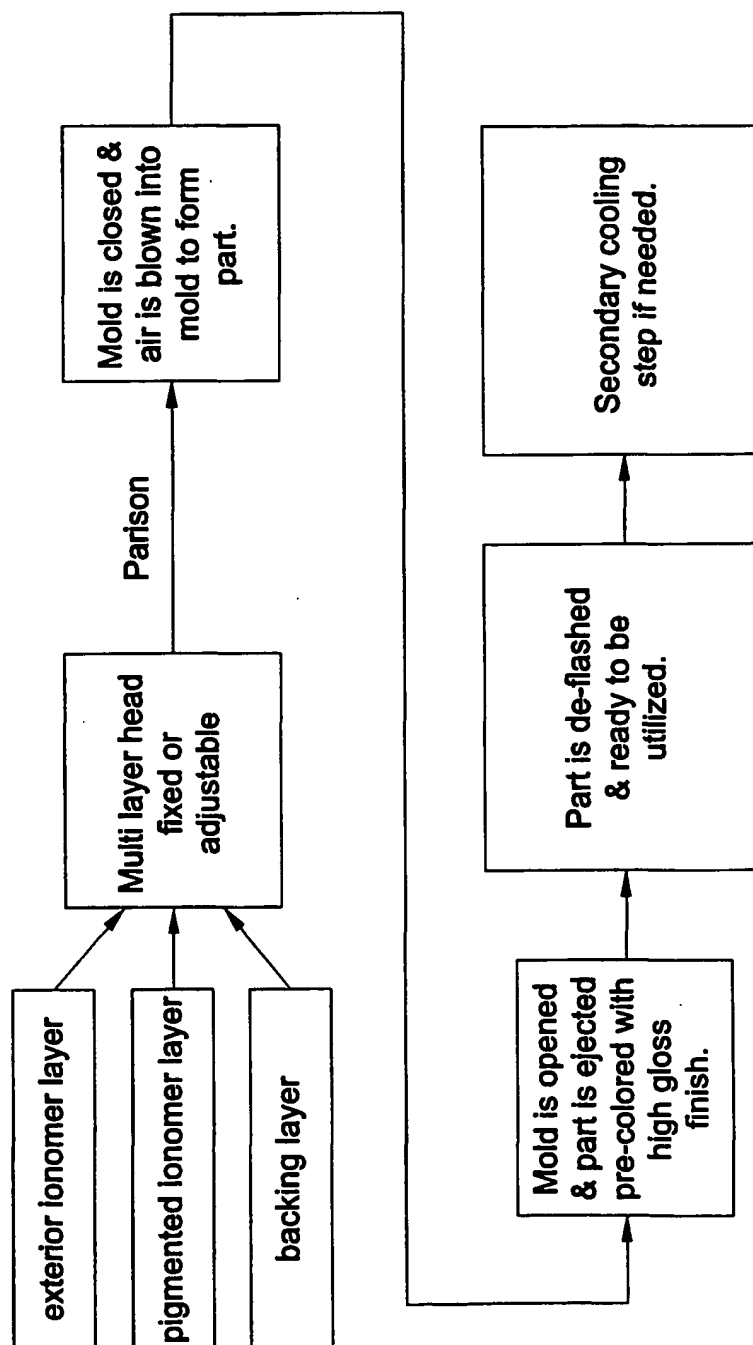 exterior ionomer layer
pigmented ionomer layer
backing layer
Multi layer head
fixed or
adjustable
Parison
Mold is closed &
air is blown into
mold to form
part.
Mold is opened
& part is ejected
pre-colored with
high gloss
finish.
Part is de-flashed
& ready to be
utilized.
Secondary cooling
step if needed.